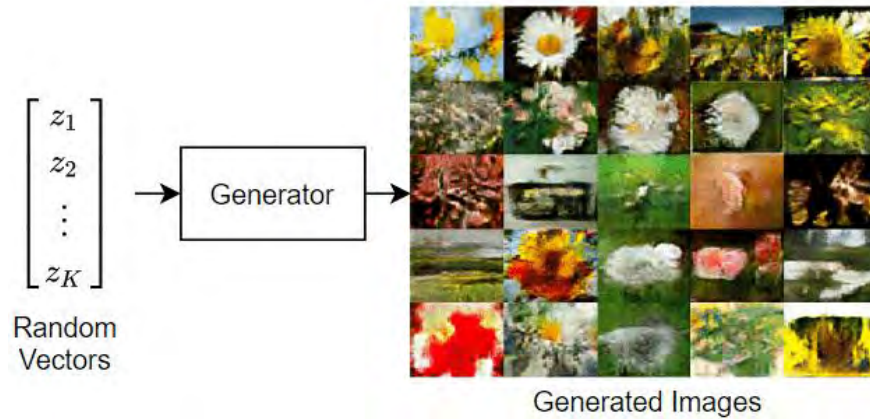 z1
z2
⋮
zK
Random
Vectors
Generator
Generated Images